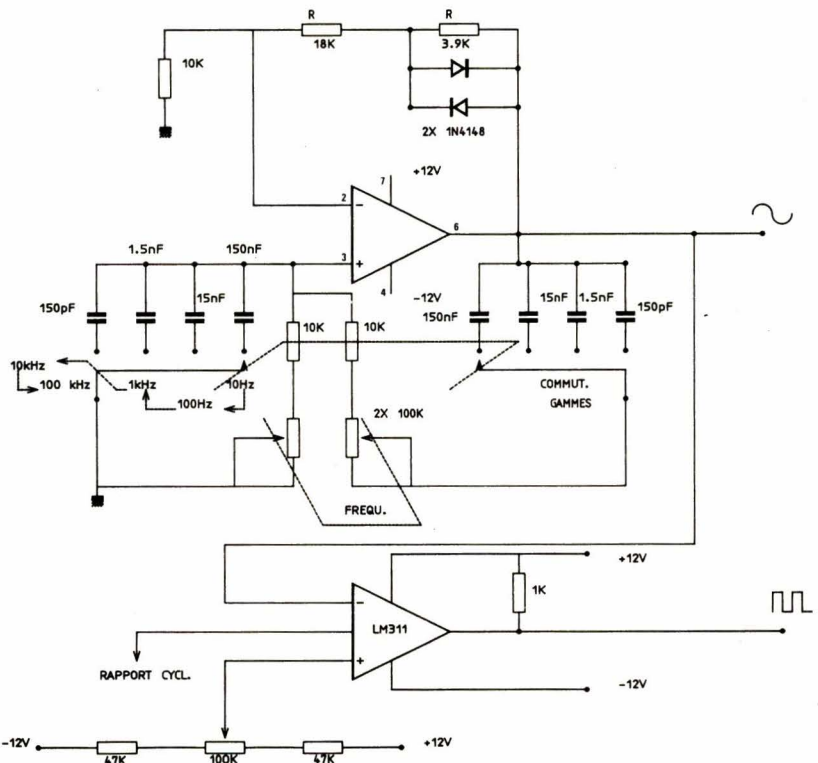 R
R
18K
3.9K
10K
2X 1N4148
7
+12V
2
−
6
3
+
4
-12V
1.5nF
150nF
150pF
15nF
10K
10K
150nF
15nF
1.5nF
150pF
10kHz
100 kHz
1kHz
10Hz
100Hz
COMMUT.
GAMMES
2X 100K
FREQU.
+12V
1K
−
LM311
+
RAPPORT CYCL.
-12V
-12V
+12V
47K
100K
47K